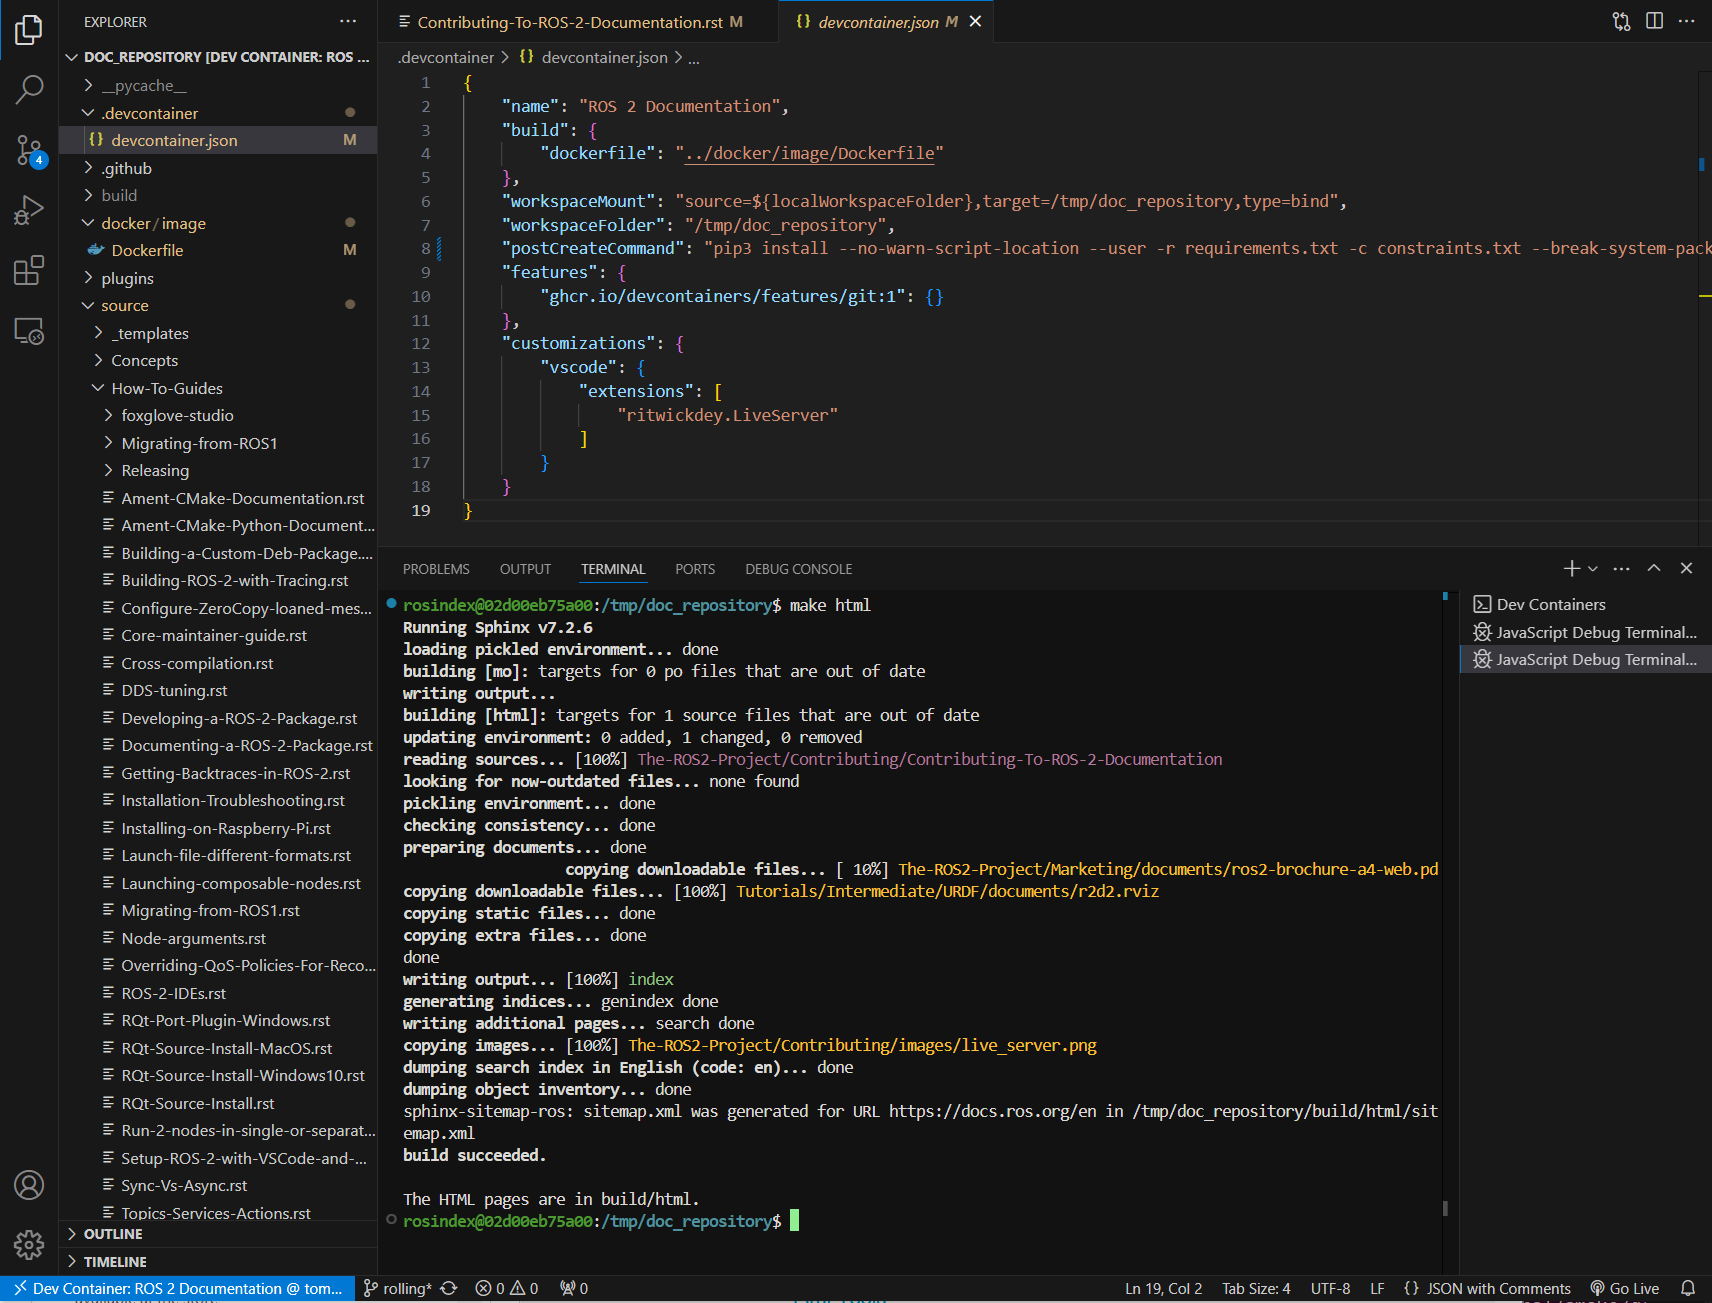 EXPLORER
DOC_REPOSITORY [DEV CONTAINER: ROS ...
__pycache__
.devcontainer
{} devcontainer.json M
.github
build
docker / image
Dockerfile M
plugins
source
_templates
Concepts
How-To-Guides
foxglove-studio
Migrating-from-ROS1
Releasing
Ament-CMake-Documentation.rst
Ament-CMake-Python-Document...
Building-a-Custom-Deb-Package....
Building-ROS-2-with-Tracing.rst
Configure-ZeroCopy-loaned-mes...
Core-maintainer-guide.rst
Cross-compilation.rst
DDS-tuning.rst
Developing-a-ROS-2-Package.rst
Documenting-a-ROS-2-Package.rst
Getting-Backtraces-in-ROS-2.rst
Installation-Troubleshooting.rst
Installing-on-Raspberry-Pi.rst
Launch-file-different-formats.rst
Launching-composable-nodes.rst
Migrating-from-ROS1.rst
Node-arguments.rst
Overriding-QoS-Policies-For-Reco...
ROS-2-IDEs.rst
RQt-Port-Plugin-Windows.rst
RQt-Source-Install-MacOS.rst
RQt-Source-Install-Windows10.rst
RQt-Source-Install.rst
Run-2-nodes-in-single-or-separat...
Setup-ROS-2-with-VSCode-and-...
Sync-Vs-Async.rst
Topics-Services-Actions.rst
OUTLINE
TIMELINE
4
Contributing-To-ROS-2-Documentation.rst M
{} devcontainer.json M
.devcontainer > {} devcontainer.json > ...
1 {
2 "name": "ROS 2 Documentation",
3 "build": {
4 "dockerfile": "../docker/image/Dockerfile"
5 },
6 "workspaceMount": "source=${localWorkspaceFolder},target=/tmp/doc_repository,type=bind",
7 "workspaceFolder": "/tmp/doc_repository",
8 "postCreateCommand": "pip3 install --no-warn-script-location --user -r requirements.txt -c constraints.txt --break-system-pack
9 "features": {
10 "ghcr.io/devcontainers/features/git:1": {}
11 },
12 "customizations": {
13 "vscode": {
14 "extensions": [
15 "ritwickdey.LiveServer"
16 ]
17 }
18 }
19 }
PROBLEMS OUTPUT TERMINAL PORTS DEBUG CONSOLE
rosindex@02d00eb75a00:/tmp/doc_repository$ make html
Running Sphinx v7.2.6
loading pickled environment... done
building [mo]: targets for 0 po files that are out of date
writing output...
building [html]: targets for 1 source files that are out of date
updating environment: 0 added, 1 changed, 0 removed
reading sources... [100%] The-ROS2-Project/Contributing/Contributing-To-ROS-2-Documentation
looking for now-outdated files... none found
pickling environment... done
checking consistency... done
preparing documents... done
copying downloadable files... [ 10%] The-ROS2-Project/Marketing/documents/ros2-brochure-a4-web.pd
copying downloadable files... [100%] Tutorials/Intermediate/URDF/documents/r2d2.rviz
copying static files... done
copying extra files... done
done
writing output... [100%] index
generating indices... genindex done
writing additional pages... search done
copying images... [100%] The-ROS2-Project/Contributing/images/live_server.png
dumping search index in English (code: en)... done
dumping object inventory... done
sphinx-sitemap-ros: sitemap.xml was generated for URL https://docs.ros.org/en in /tmp/doc_repository/build/html/sit
emap.xml
build succeeded.
The HTML pages are in build/html.
rosindex@02d00eb75a00:/tmp/doc_repository$
Dev Containers
JavaScript Debug Terminal...
JavaScript Debug Terminal...
Dev Container: ROS 2 Documentation @ tom... rolling* 0 0 0 Ln 19, Col 2 Tab Size: 4 UTF-8 LF {} JSON with Comments Go Live